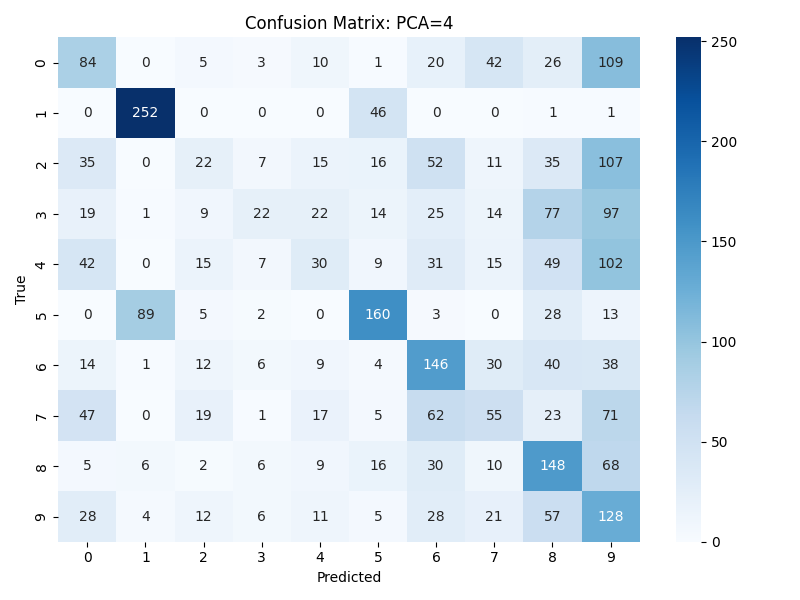 Confusion Matrix: PCA=4
0 84 0 5 3 10 1 20 42 26 109
1 0 252 0 0 0 46 0 0 1 1
2 35 0 22 7 15 16 52 11 35 107
3 19 1 9 22 22 14 25 14 77 97
4 42 0 15 7 30 9 31 15 49 102
5 0 89 5 2 0 160 3 0 28 13
6 14 1 12 6 9 4 146 30 40 38
7 47 0 19 1 17 5 62 55 23 71
8 5 6 2 6 9 16 30 10 148 68
9 28 4 12 6 11 5 28 21 57 128
0 1 2 3 4 5 6 7 8 9
Predicted
True
250
200
150
100
50
0